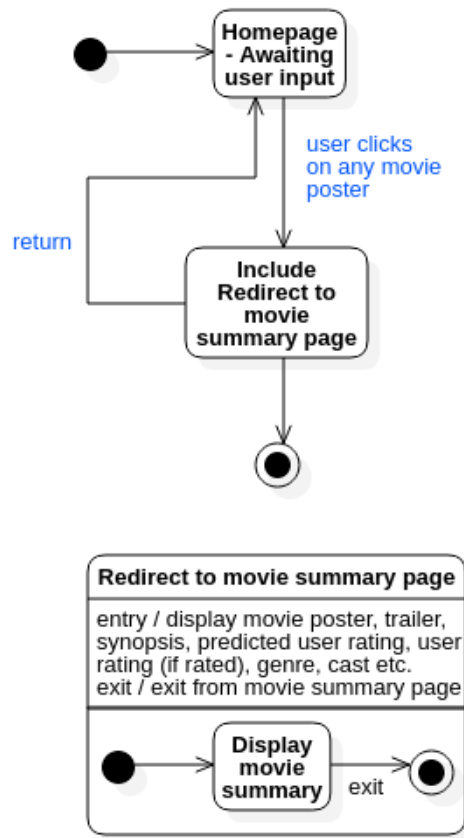 Homepage
- Awaiting
user input
user clicks
on any movie
poster
return
Include
Redirect to
movie
summary page
Redirect to movie summary page
entry / display movie poster, trailer,
synopsis, predicted user rating, user
rating (if rated), genre, cast etc.
exit / exit from movie summary page
Display
movie
summary
exit